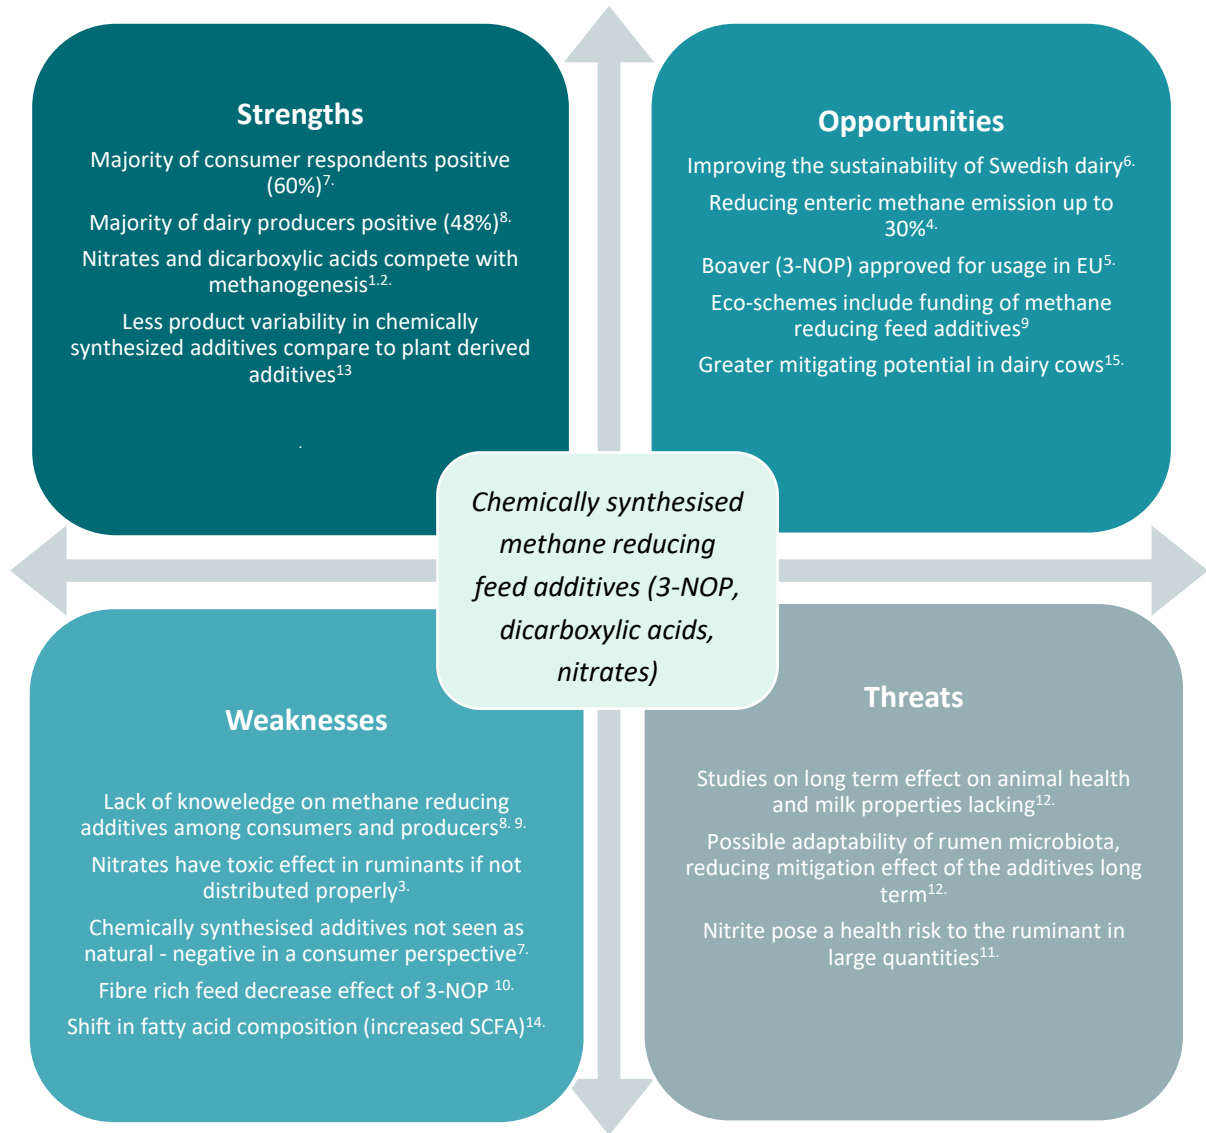 Strengths
Majority of consumer respondents positive
(60%)7.
Majority of dairy producers positive (48%)8.
Nitrates and dicarboxylic acids compete with
methanogenesis1.2.
Less product variability in chemically
synthesized additives compare to plant derived
additives13
.
Opportunities
Improving the sustainability of Swedish dairy6.
Reducing enteric methane emission up to
30%4.
Boaver (3-NOP) approved for usage in EU5.
Eco-schemes include funding of methane
reducing feed additives9
Greater mitigating potential in dairy cows15.
Chemically synthesised
methane reducing
feed additives (3-NOP,
dicarboxylic acids,
nitrates)
Weaknesses
Lack of knoweledge on methane reducing
additives among consumers and producers8. 9.
Nitrates have toxic effect in ruminants if not
distributed properly3.
Chemically synthesised additives not seen as
natural - negative in a consumer perspective7.
Fibre rich feed decrease effect of 3-NOP 10.
Shift in fatty acid composition (increased SCFA)14.
Threats
Studies on long term effect on animal health
and milk properties lacking12.
Possible adaptability of rumen microbiota,
reducing mitigation effect of the additives long
term12.
Nitrite pose a health risk to the ruminant in
large quantities11.